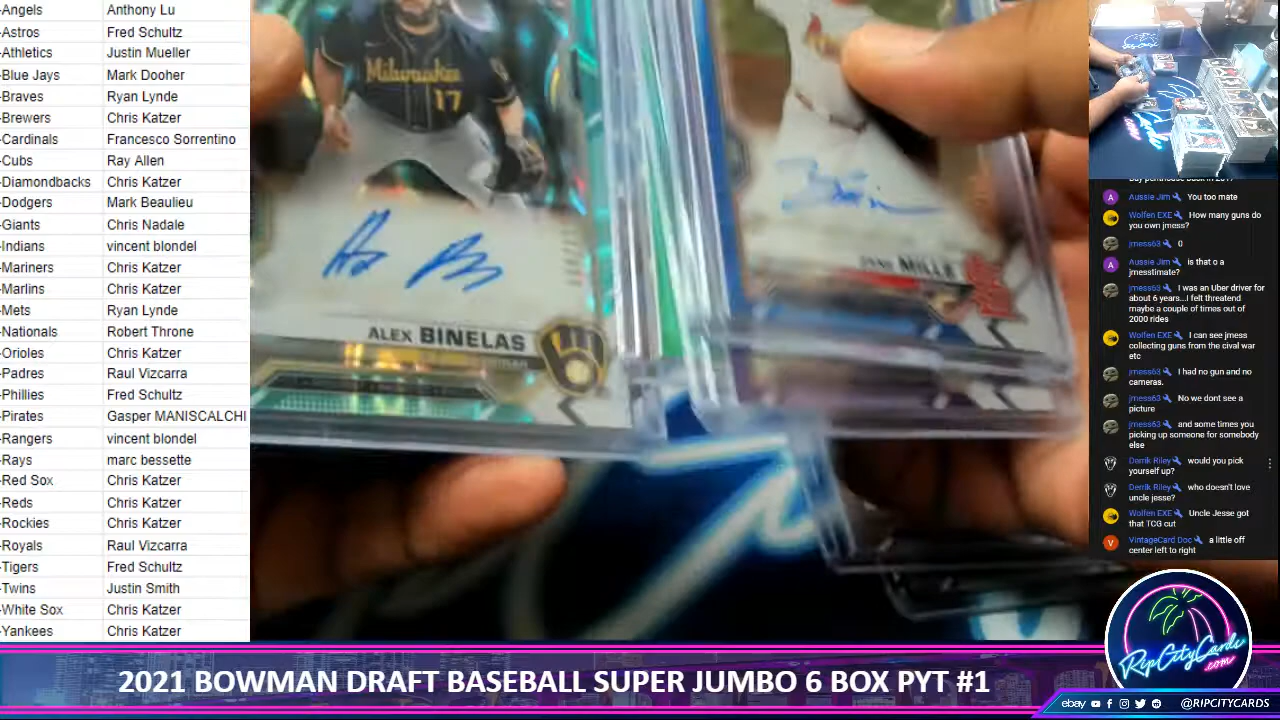 -Angels Anthony Lu
-Astros Fred Schultz
-Athletics Justin Mueller
-Blue Jays Mark Dooher
-Braves Ryan Lynde
-Brewers Chris Katzer
-Cardinals Francesco Sorrentino
-Cubs Ray Allen
-Diamondbacks Chris Katzer
-Dodgers Mark Beaulieu
-Giants Chris Nadale
-Indians vincent blondel
-Mariners Chris Katzer
-Marlins Chris Katzer
-Mets Ryan Lynde
-Nationals Robert Throne
-Orioles Chris Katzer
-Padres Raul Vizcarra
-Phillies Fred Schultz
-Pirates Gasper MANISCALCHI
-Rangers vincent blondel
-Rays marc bessette
-Red Sox Chris Katzer
-Reds Chris Katzer
-Rockies Chris Katzer
-Royals Raul Vizcarra
-Tigers Fred Schultz
-Twins Justin Smith
-White Sox Chris Katzer
-Yankees Chris Katzer
Milwaukee
17
ALEX BINELAS
MILLS
Aussie Jim You too mate
Wolfen EXE How many guns do
you own jmess?
jmess63 0
Aussie Jim is that o a
jmesstimate?
jmess63 I was an Uber driver for
about 6 years...I felt threatend
maybe a couple of times out of
2000 rides
Wolfen EXE I can see jmess
collecting guns from the cival war
etc
jmess63 I had no gun and no
cameras.
jmess63 No we dont see a
picture
jmess63 and some times you
picking up someone for somebody
else
Derrik Riley would you pick
yourself up?
Derrik Riley who doesn't love
uncle jesse?
Wolfen EXE Uncle Jesse got
that TCG cut
VintageCard Doc a little off
center left to right
RipCityCards
.com
2021 BOWMAN DRAFT BASEBALL SUPER JUMBO 6 BOX PYT #1
ebay @RIPCITYCARDS